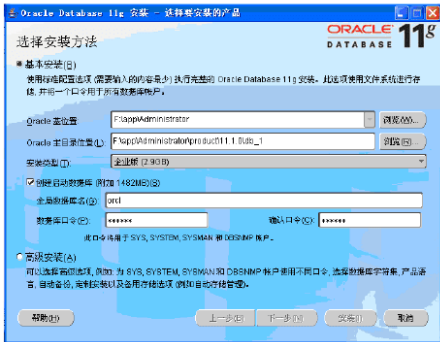 Oracle Database 11g 安装 - 选择要安装的产品
选择安装方法
ORACLE
DATABASE
11g
基本安装(B)
使用标准配置选项 (需要输入的内容最少) 执行完整的 Oracle Database 11g 安装。此选项使用文件系统进行存
储, 并将一个口令用于所有数据库帐户。
Oracle 基位置 F:\app\Administrator 浏览(W)...
Oracle 主目录位置(L): F:\app\Administrator\product\11.1.0\db_1 浏览(R)...
安装类型(T): 企业版 (2.9GB)
创建启动数据库 (附加 1482MB)(S)
全局数据库名(G): orcl
数据库口令(P): ****** 确认口令(C): ******
此口令将用于 SYS, SYSTEM, SYSMAN 和 DBSNMP 帐户。
高级安装(A)
可以选择高级选项, 例如: 为 SYS, SYSTEM, SYSMAN 和 DBSNMP 帐户使用不同口令, 选择数据库字符集, 产品语
言, 自动备份, 定制安装以及备用存储选项 (例如自动存储管理)。
帮助(H) 上一步(B) 下一步(N) 安装(I) 取消